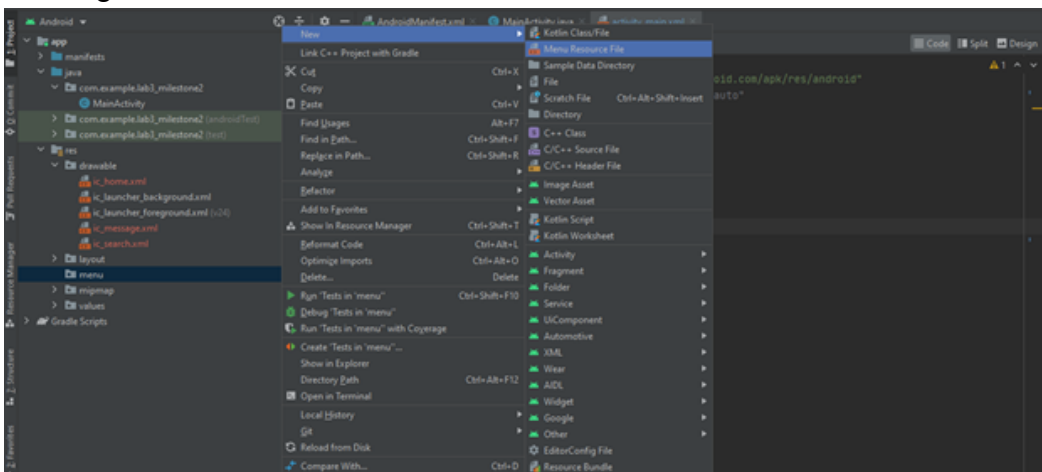 Android
AndroidManifest.xml
MainActivity.java
activity_main.xml
1: Project
Commit
Pull Requests
Resource Manager
Z: Structure
2: Favorites
app
manifests
java
com.example.lab3_milestone2
MainActivity
com.example.lab3_milestone2 (androidTest)
com.example.lab3_milestone2 (test)
res
drawable
ic_home.xml
ic_launcher_background.xml
ic_launcher_foreground.xml (v24)
ic_message.xml
ic_search.xml
layout
menu
mipmap
values
Gradle Scripts
New
Link C++ Project with Gradle
Cut Ctrl+X
Copy
Paste Ctrl+V
Find Usages Alt+F7
Find in Path... Ctrl+Shift+F
Replace in Path... Ctrl+Shift+R
Analyze
Refactor
Add to Favorites
Show In Resource Manager Ctrl+Shift+T
Reformat Code Ctrl+Alt+L
Optimize Imports Ctrl+Alt+O
Delete... Delete
Run 'Tests in 'menu'' Ctrl+Shift+F10
Debug 'Tests in 'menu''
Run 'Tests in 'menu'' with Coverage
Create 'Tests in 'menu''...
Show in Explorer
Directory Path Ctrl+Alt+F12
Open in Terminal
Local History
Git
Reload from Disk
Compare With... Ctrl+D
Kotlin Class/File
Menu Resource File
Sample Data Directory
File
Scratch File Ctrl+Alt+Shift+Insert
Directory
C++ Class
C/C++ Source File
C/C++ Header File
Image Asset
Vector Asset
Kotlin Script
Kotlin Worksheet
Activity
Fragment
Folder
Service
UiComponent
Automotive
XML
Wear
AIDL
Widget
Google
Other
EditorConfig File
Resource Bundle
Code Split Design
1
oid.com/apk/res/android"
auto"